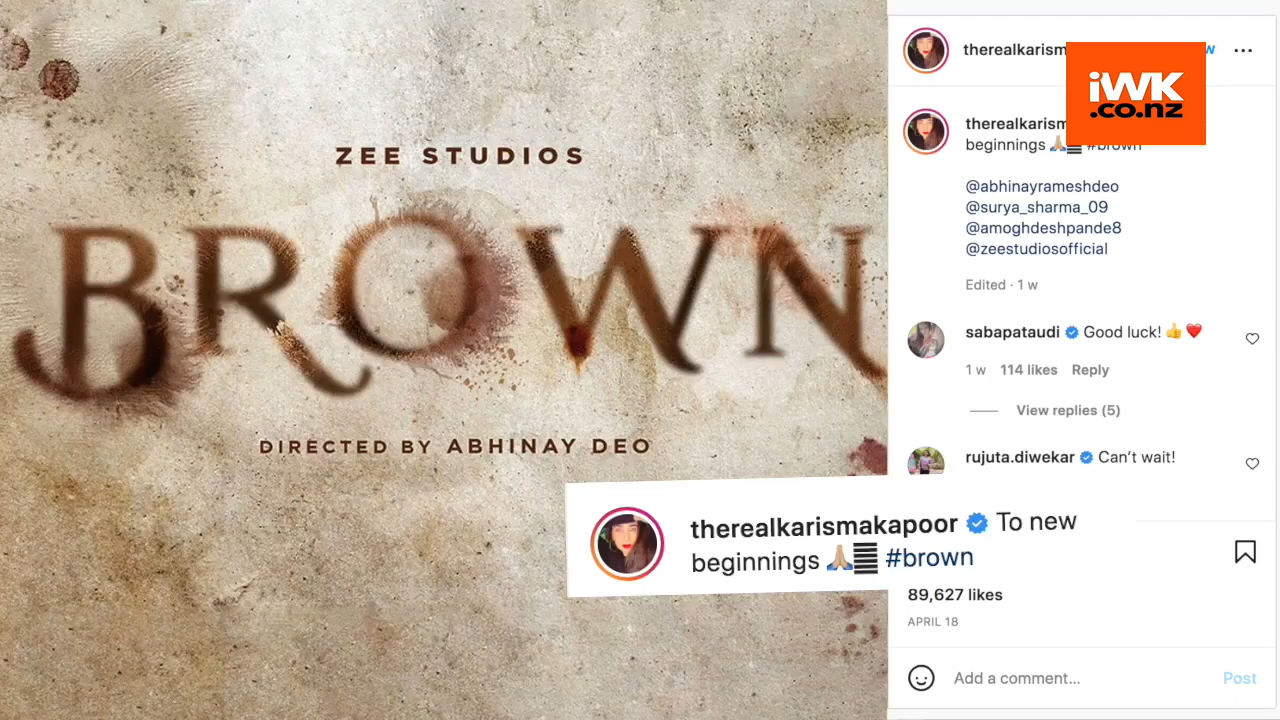 ZEE STUDIOS
BROWN
DIRECTED BY ABHINAY DEO
therealkarism
w
iWK
.co.nz
therealkarism
beginnings 🙏🏼 #brown
@abhinayrameshdeo
@surya_sharma_09
@amoghdeshpande8
@zeestudiosofficial
Edited · 1 w
sabapataudi Good luck! 👍❤️
1 w 114 likes Reply
View replies (5)
rujuta.diwekar Can't wait!
therealkarismakapoor To new
beginnings 🙏🏼 #brown
89,627 likes
APRIL 18
Add a comment... Post